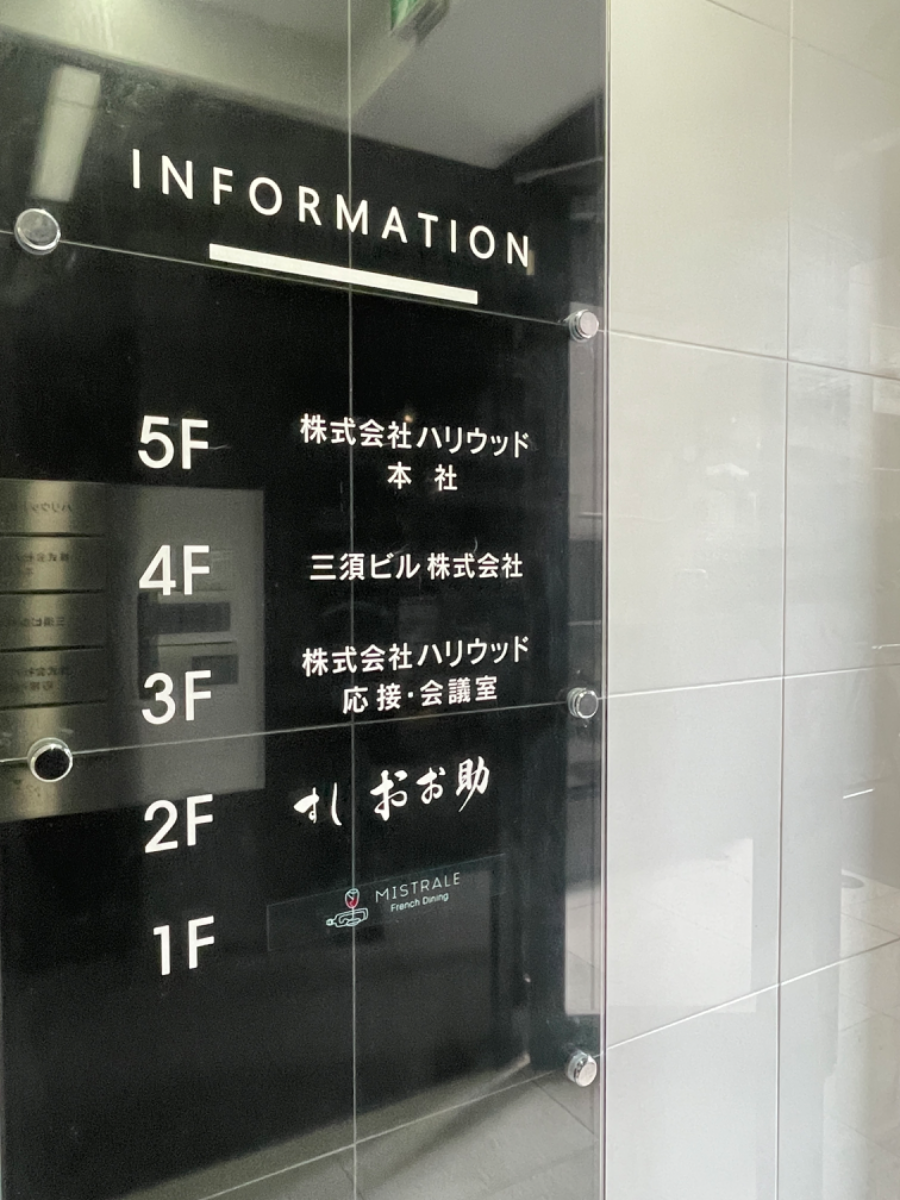 INFORMATION
5F 株式会社ハリウッド
本 社
4F 三須ビル 株式会社
3F 株式会社ハリウッド
応接・会議室
2F すし おお助
1F MISTRALE
French Dining